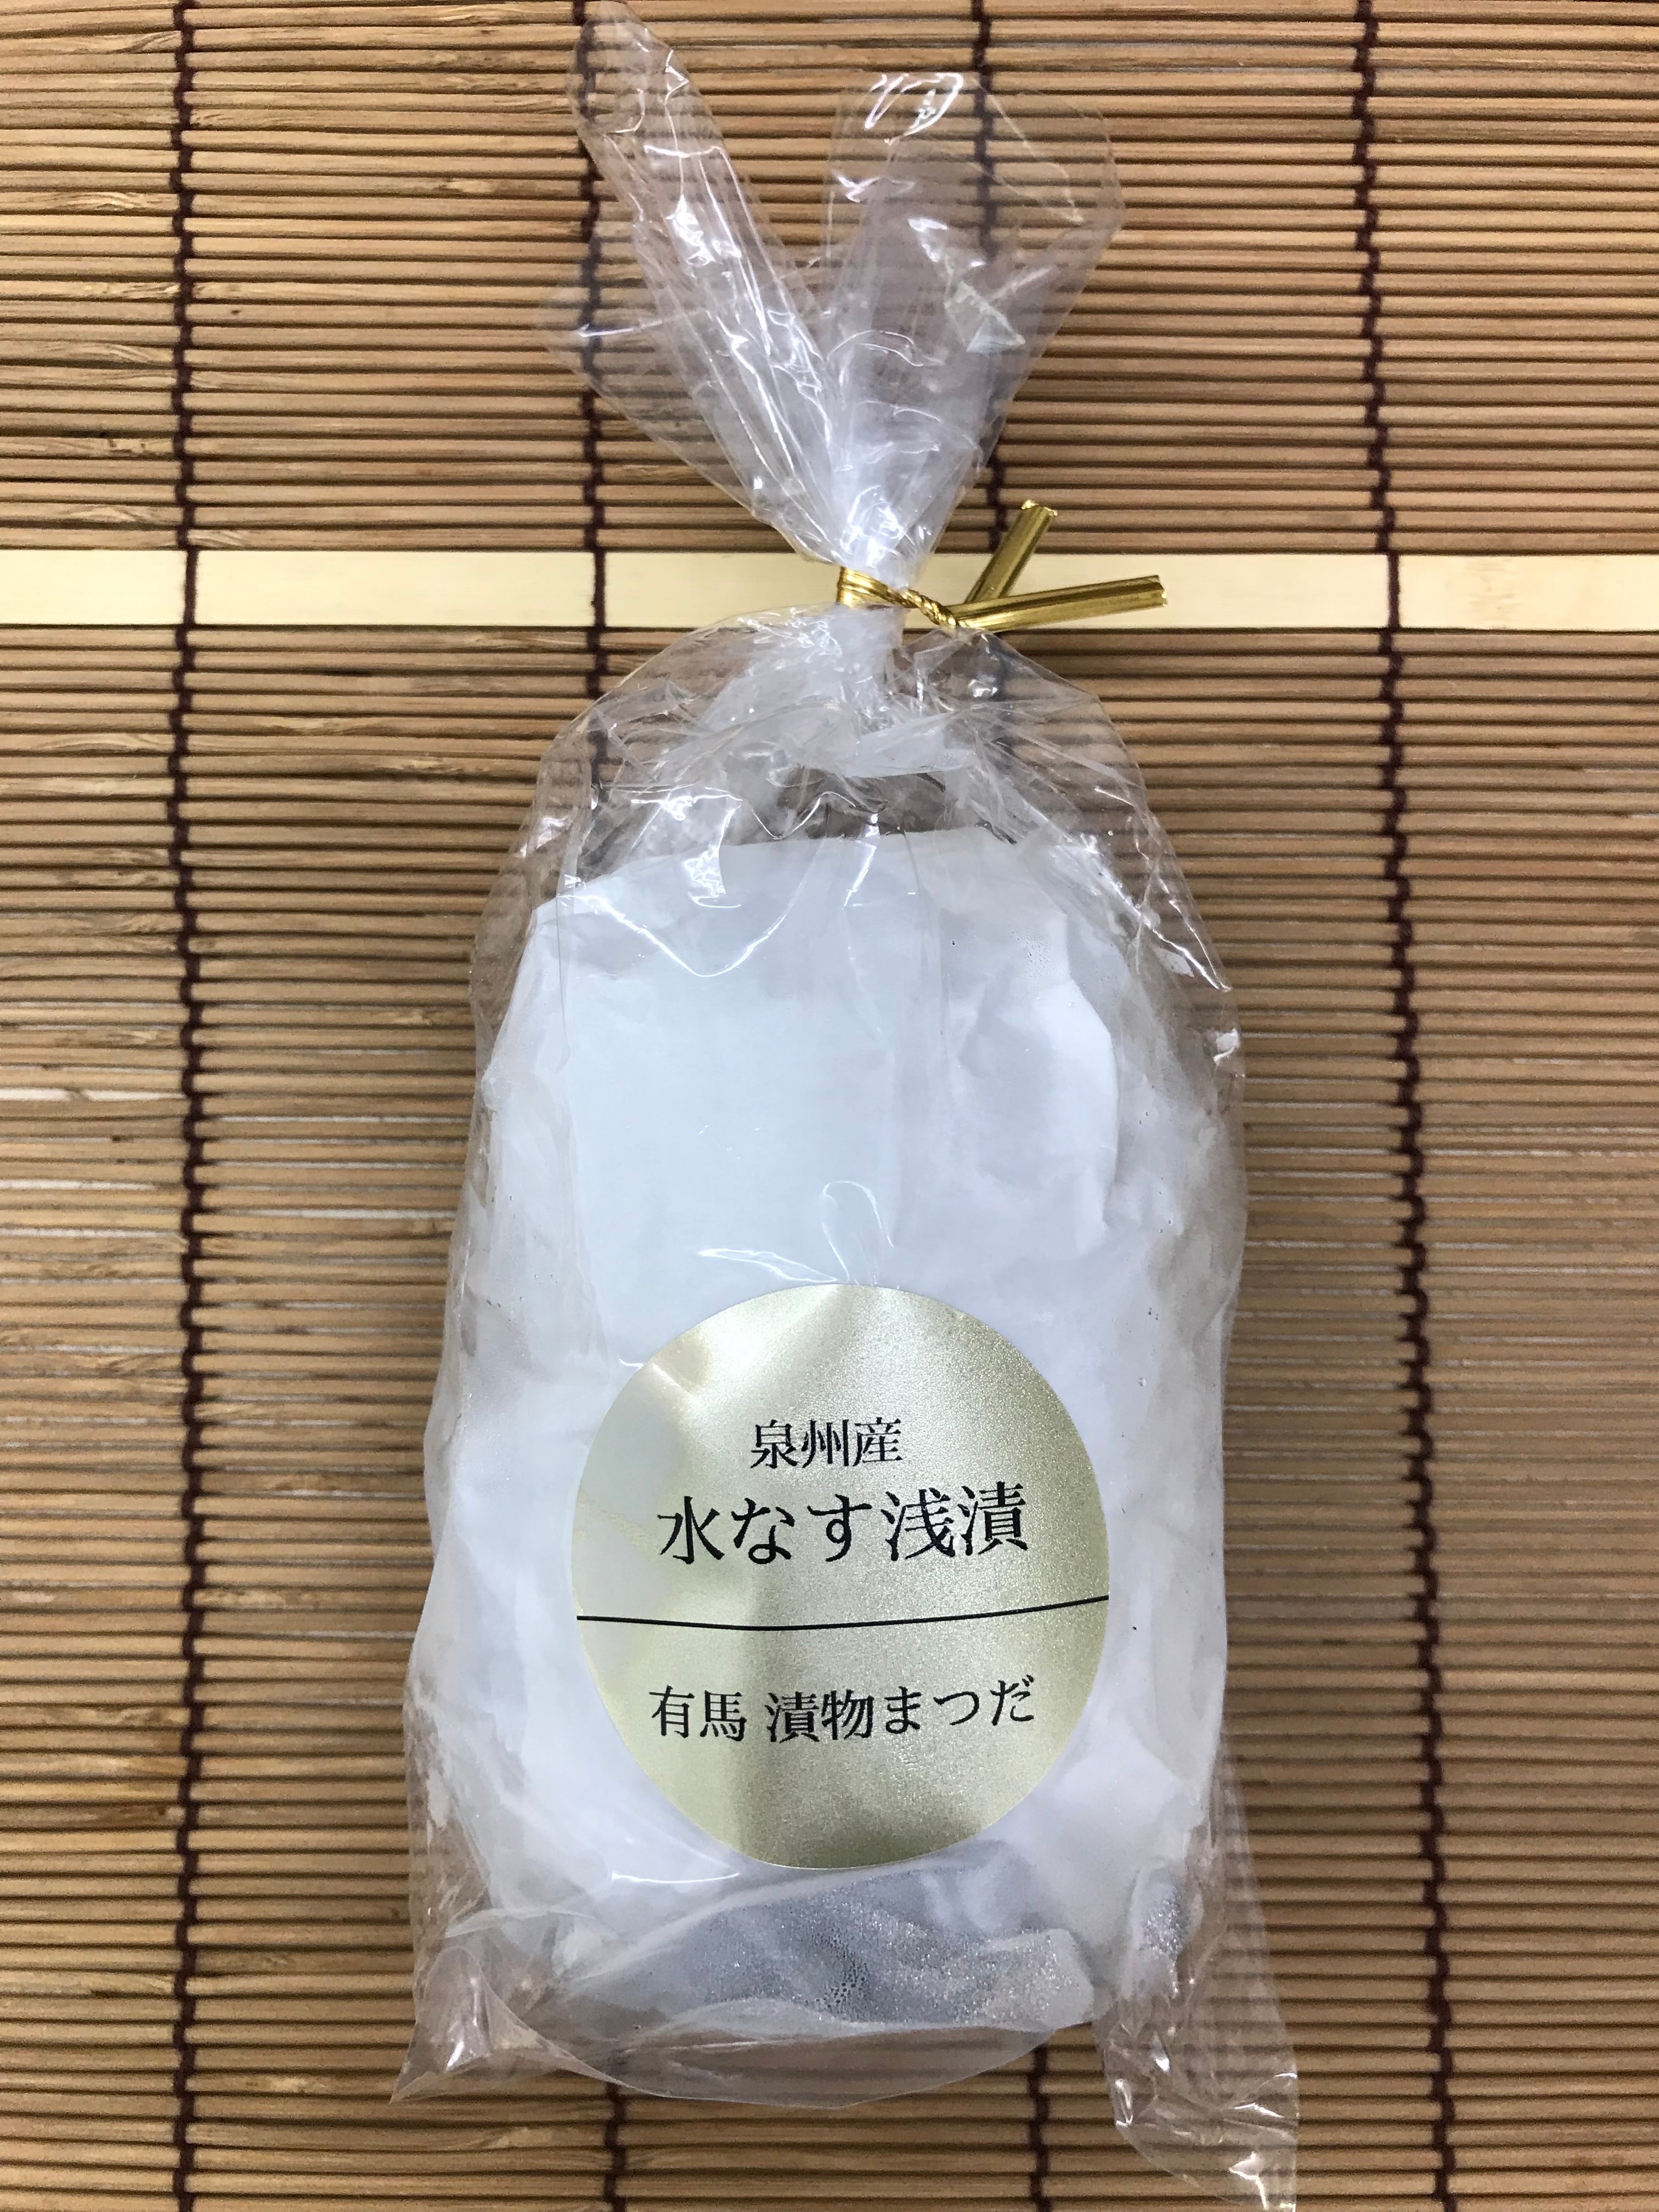 泉州産
水なす浅漬
有馬 漬物まつだ